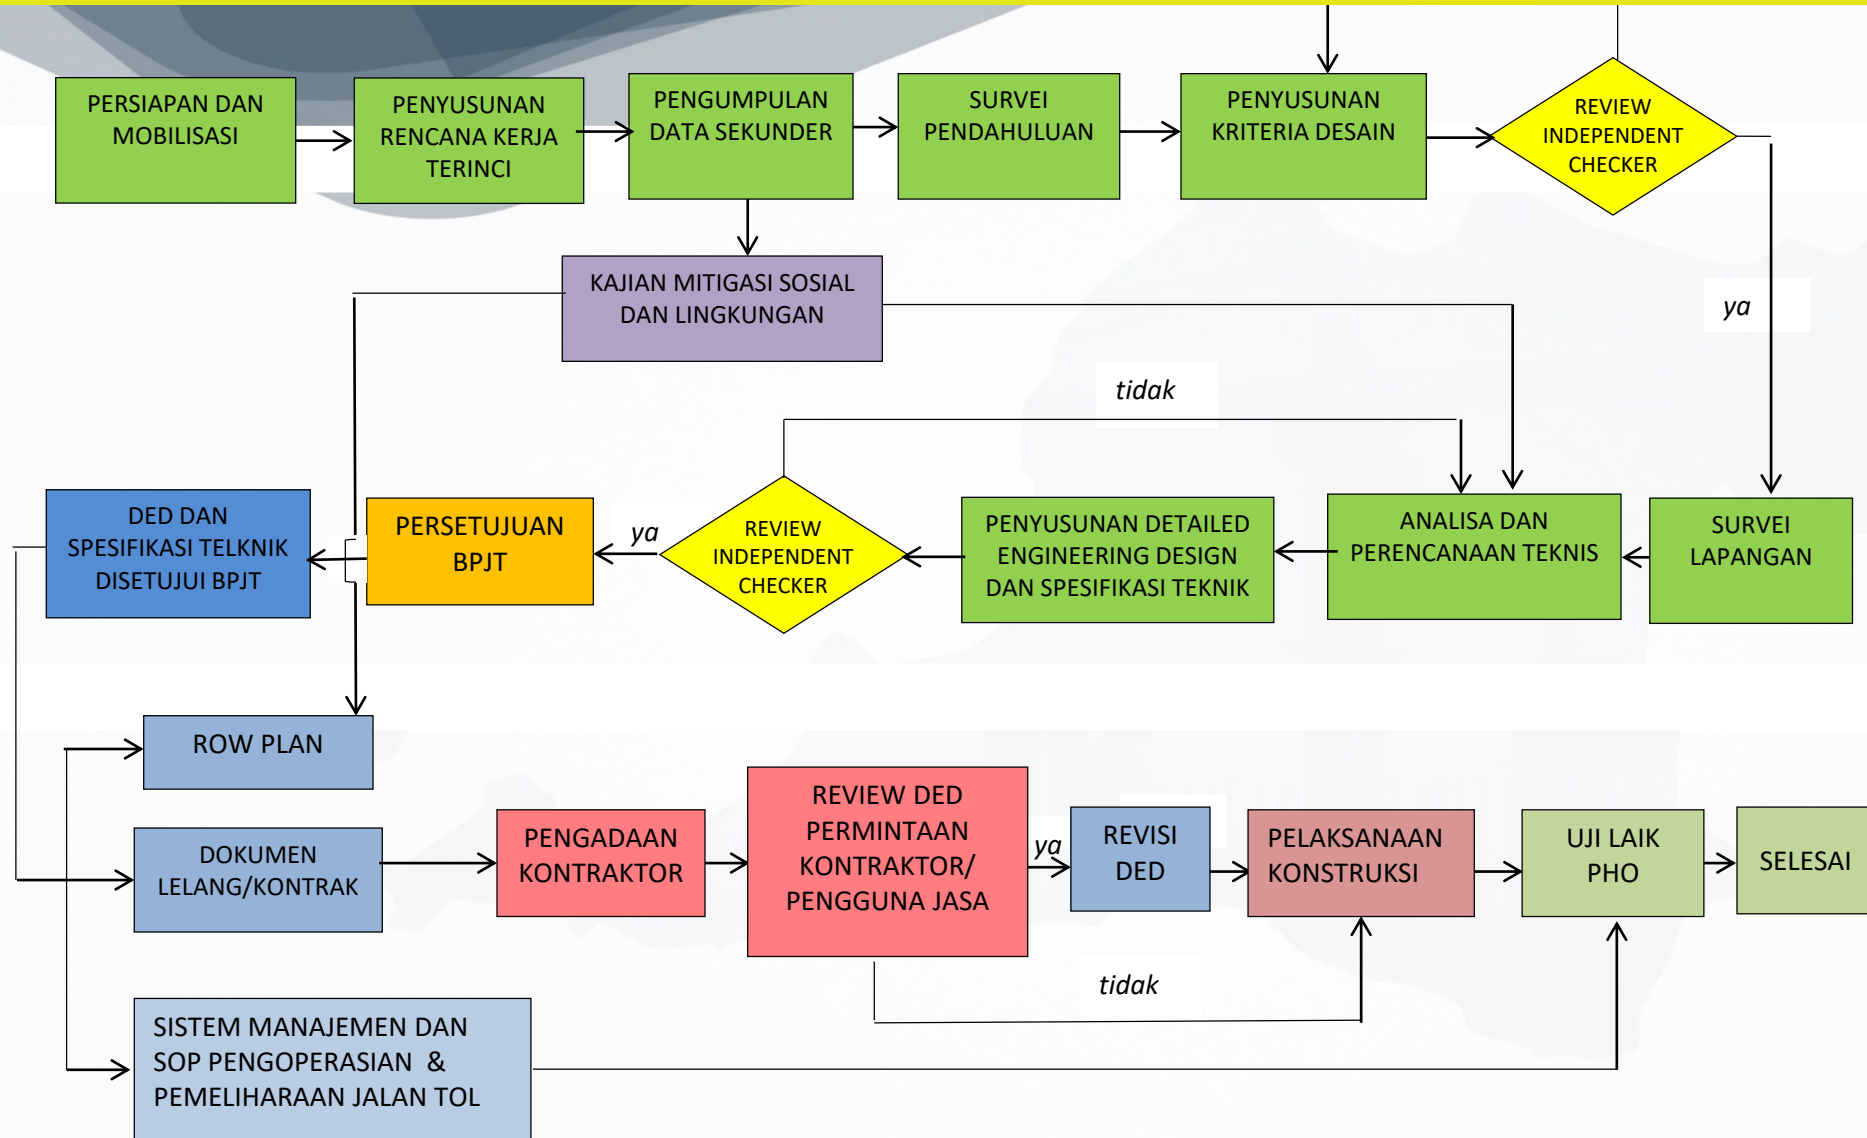 PERSIAPAN DAN
MOBILISASI
PENYUSUNAN
RENCANA KERJA
TERINCI
PENGUMPULAN
DATA SEKUNDER
SURVEI
PENDAHULUAN
PENYUSUNAN
KRITERIA DESAIN
REVIEW
INDEPENDENT
CHECKER
KAJIAN MITIGASI SOSIAL
DAN LINGKUNGAN
ya
tidak
DED DAN
SPESIFIKASI TELKNIK
DISETUJUI BPJT
PERSETUJUAN
BPJT
ya
REVIEW
INDEPENDENT
CHECKER
PENYUSUNAN DETAILED
ENGINEERING DESIGN
DAN SPESIFIKASI TEKNIK
ANALISA DAN
PERENCANAAN TEKNIS
SURVEI
LAPANGAN
ROW PLAN
DOKUMEN
LELANG/KONTRAK
PENGADAAN
KONTRAKTOR
REVIEW DED
PERMINTAAN
KONTRAKTOR/
PENGGUNA JASA
ya
REVISI
DED
PELAKSANAAN
KONSTRUKSI
UJI LAIK
PHO
SELESAI
tidak
SISTEM MANAJEMEN DAN
SOP PENGOPERASIAN &
PEMELIHARAAN JALAN TOL